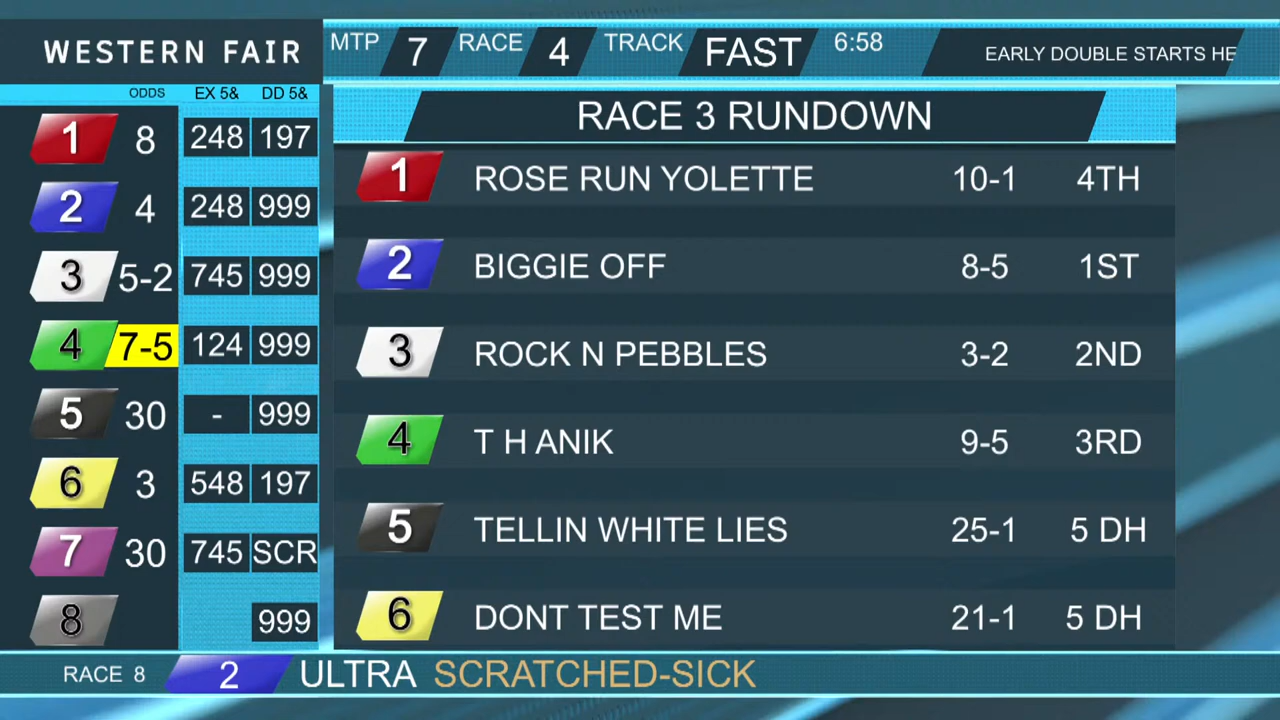 WESTERN FAIR
MTP 7 RACE 4 TRACK FAST 6:58 EARLY DOUBLE STARTS HE
ODDS EX 5& DD 5&
1 8 248 197
2 4 248 999
3 5-2 745 999
4 7-5 124 999
5 30 - 999
6 3 548 197
7 30 745 SCR
8 999
RACE 3 RUNDOWN
1 ROSE RUN YOLETTE 10-1 4TH
2 BIGGIE OFF 8-5 1ST
3 ROCK N PEBBLES 3-2 2ND
4 T H ANIK 9-5 3RD
5 TELLIN WHITE LIES 25-1 5 DH
6 DONT TEST ME 21-1 5 DH
RACE 8 2 ULTRA SCRATCHED-SICK